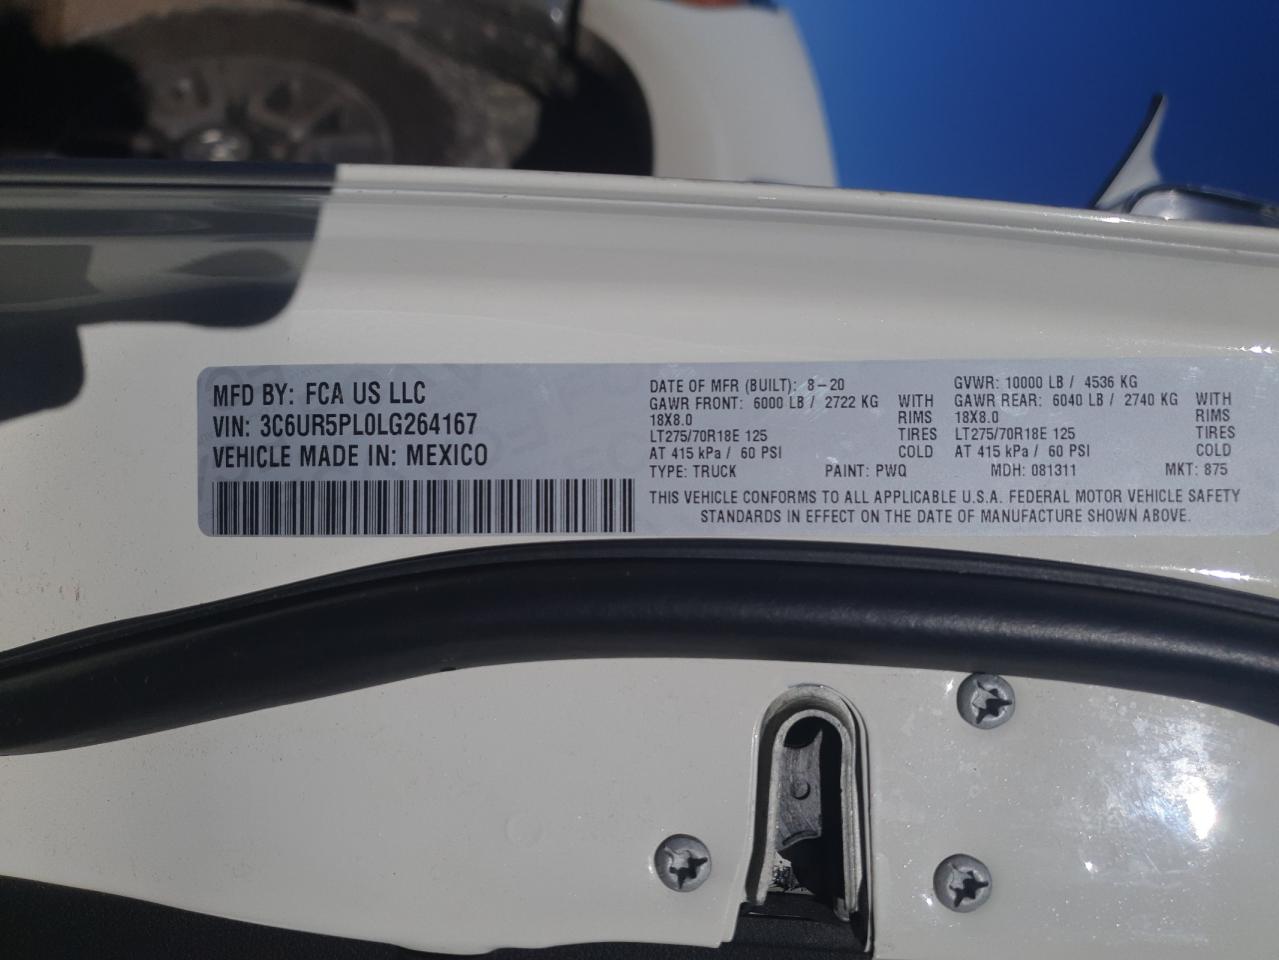 MFD BY: FCA US LLC
VIN: 3C6UR5PL0LG264167
VEHICLE MADE IN: MEXICO
DATE OF MFR (BUILT): 8-20
GAWR FRONT: 6000 LB / 2722 KG WITH
18X8.0 RIMS
LT275/70R18E 125 TIRES
AT 415 kPa / 60 PSI COLD
TYPE: TRUCK PAINT: PWQ
GVWR: 10000 LB / 4536 KG
GAWR REAR: 6040 LB / 2740 KG WITH
18X8.0 RIMS
LT275/70R18E 125 TIRES
AT 415 kPa / 60 PSI COLD
MDH: 081311 MKT: 875
THIS VEHICLE CONFORMS TO ALL APPLICABLE U.S.A. FEDERAL MOTOR VEHICLE SAFETY
STANDARDS IN EFFECT ON THE DATE OF MANUFACTURE SHOWN ABOVE.